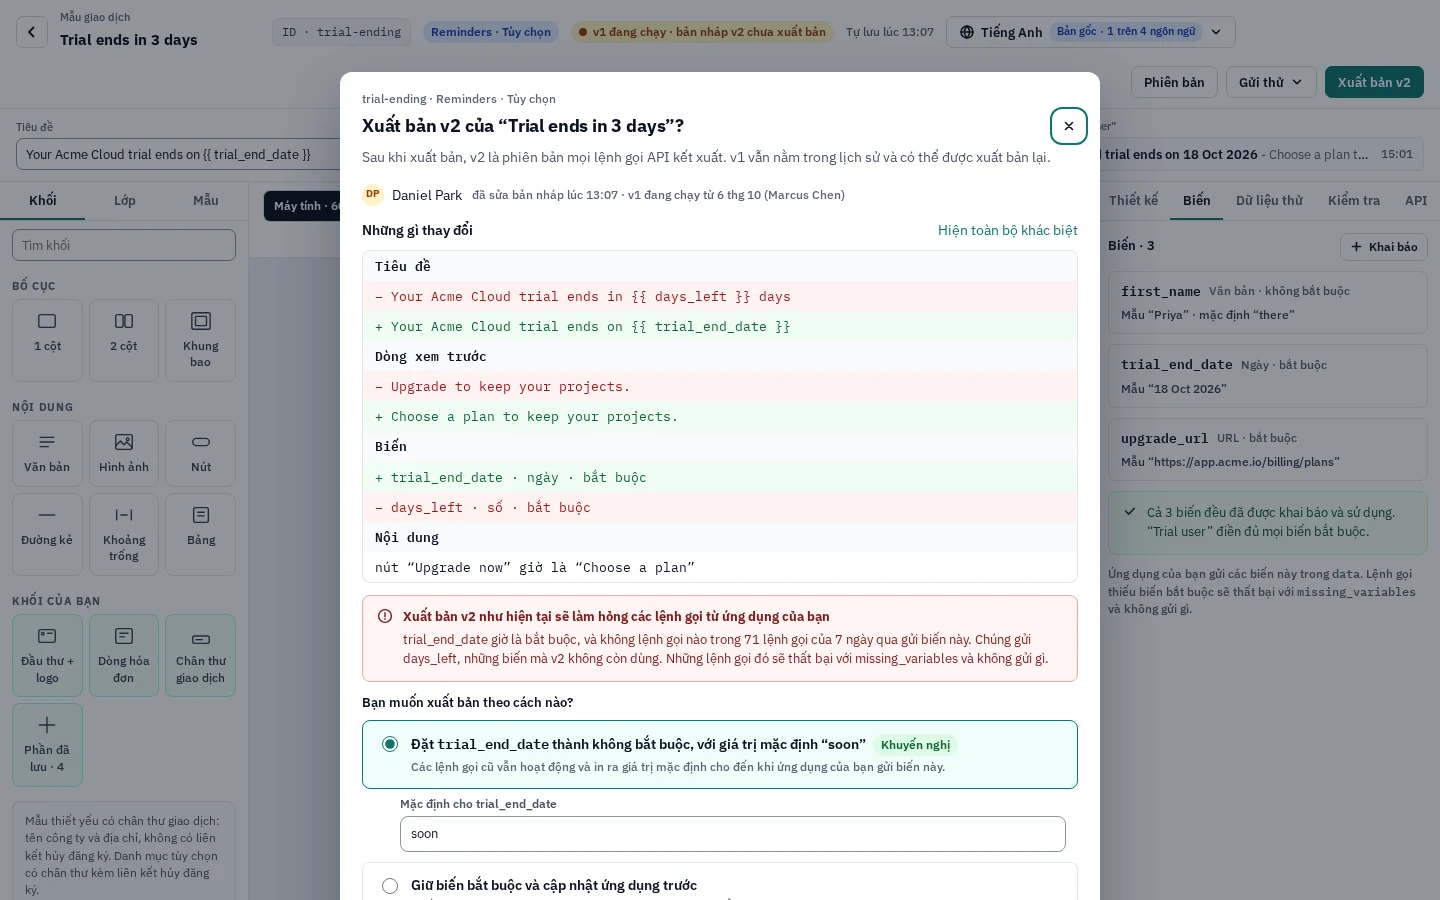 Mẫu giao dịch
Trial ends in 3 days
ID · trial-ending
Reminders · Tùy chọn
v1 đang chạy · bản nháp v2 chưa xuất bản
Tự lưu lúc 13:07
Tiếng Anh
Bản gốc · 1 trên 4 ngôn ngữ
Phiên bản
Gửi thử
Xuất bản v2
Tiêu đề
Your Acme Cloud trial ends on {{ trial_end_date }}
ser”
trial ends on 18 Oct 2026 - Choose a plan t…
15:01
Khối
Lớp
Mẫu
Máy tính · 6
Thiết kế
Biến
Dữ liệu thử
Kiểm tra
API
Tìm khối
BỐ CỤC
1 cột
2 cột
Khung bao
NỘI DUNG
Văn bản
Hình ảnh
Nút
Đường kẻ
Khoảng trống
Bảng
KHỐI CỦA BẠN
Đầu thư + logo
Dòng hóa đơn
Chân thư giao dịch
Phần đã lưu · 4
Mẫu thiết yếu có chân thư giao dịch:
tên công ty và địa chỉ, không có liên
kết hủy đăng ký. Danh mục tùy chọn
có chân thư kèm liên kết hủy đăng
ký.
trial-ending · Reminders · Tùy chọn
Xuất bản v2 của “Trial ends in 3 days”?
Sau khi xuất bản, v2 là phiên bản mọi lệnh gọi API kết xuất. v1 vẫn nằm trong lịch sử và có thể được xuất bản lại.
DP
Daniel Park
đã sửa bản nháp lúc 13:07 · v1 đang chạy từ 6 thg 10 (Marcus Chen)
Những gì thay đổi
Hiện toàn bộ khác biệt
Tiêu đề
− Your Acme Cloud trial ends in {{ days_left }} days
+ Your Acme Cloud trial ends on {{ trial_end_date }}
Dòng xem trước
− Upgrade to keep your projects.
+ Choose a plan to keep your projects.
Biến
+ trial_end_date · ngày · bắt buộc
− days_left · số · bắt buộc
Nội dung
nút “Upgrade now” giờ là “Choose a plan”
Xuất bản v2 như hiện tại sẽ làm hỏng các lệnh gọi từ ứng dụng của bạn
trial_end_date giờ là bắt buộc, và không lệnh gọi nào trong 71 lệnh gọi của 7 ngày qua gửi biến này. Chúng gửi
days_left, những biến mà v2 không còn dùng. Những lệnh gọi đó sẽ thất bại với missing_variables và không gửi gì.
Bạn muốn xuất bản theo cách nào?
Đặt trial_end_date thành không bắt buộc, với giá trị mặc định “soon”
Khuyến nghị
Các lệnh gọi cũ vẫn hoạt động và in ra giá trị mặc định cho đến khi ứng dụng của bạn gửi biến này.
Mặc định cho trial_end_date
soon
Giữ biến bắt buộc và cập nhật ứng dụng trước
Biến · 3
Khai báo
first_name Văn bản · không bắt buộc
Mẫu “Priya” · mặc định “there”
trial_end_date Ngày · bắt buộc
Mẫu “18 Oct 2026”
upgrade_url URL · bắt buộc
Mẫu “https://app.acme.io/billing/plans”
Cả 3 biến đều đã được khai báo và sử dụng.
“Trial user” điền đủ mọi biến bắt buộc.
Ứng dụng của bạn gửi các biến này trong data. Lệnh gọi
thiếu biến bắt buộc sẽ thất bại với missing_variables
và không gửi gì.